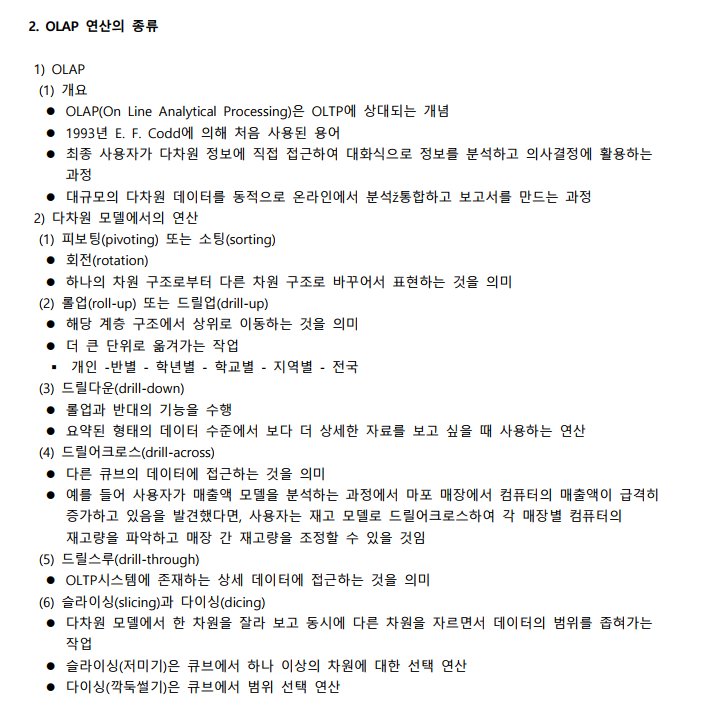 2. OLAP 연산의 종류
1) OLAP
(1) 개요
● OLAP(On Line Analytical Processing)은 OLTP에 상대되는 개념
● 1993년 E. F. Codd에 의해 처음 사용된 용어
● 최종 사용자가 다차원 정보에 직접 접근하여 대화식으로 정보를 분석하고 의사결정에 활용하는
과정
● 대규모의 다차원 데이터를 동적으로 온라인에서 분석ž통합하고 보고서를 만드는 과정
2) 다차원 모델에서의 연산
(1) 피보팅(pivoting) 또는 소팅(sorting)
● 회전(rotation)
● 하나의 차원 구조로부터 다른 차원 구조로 바꾸어서 표현하는 것을 의미
(2) 롤업(roll-up) 또는 드릴업(drill-up)
● 해당 계층 구조에서 상위로 이동하는 것을 의미
● 더 큰 단위로 옮겨가는 작업
▪ 개인 -반별 - 학년별 - 학교별 - 지역별 - 전국
(3) 드릴다운(drill-down)
● 롤업과 반대의 기능을 수행
● 요약된 형태의 데이터 수준에서 보다 더 상세한 자료를 보고 싶을 때 사용하는 연산
(4) 드릴어크로스(drill-across)
● 다른 큐브의 데이터에 접근하는 것을 의미
● 예를 들어 사용자가 매출액 모델을 분석하는 과정에서 마포 매장에서 컴퓨터의 매출액이 급격히
증가하고 있음을 발견했다면, 사용자는 재고 모델로 드릴어크로스하여 각 매장별 컴퓨터의
재고량을 파악하고 매장 간 재고량을 조정할 수 있을 것임
(5) 드릴스루(drill-through)
● OLTP시스템에 존재하는 상세 데이터에 접근하는 것을 의미
(6) 슬라이싱(slicing)과 다이싱(dicing)
● 다차원 모델에서 한 차원을 잘라 보고 동시에 다른 차원을 자르면서 데이터의 범위를 좁혀가는
작업
● 슬라이싱(저미기)은 큐브에서 하나 이상의 차원에 대한 선택 연산
● 다이싱(깍둑썰기)은 큐브에서 범위 선택 연산